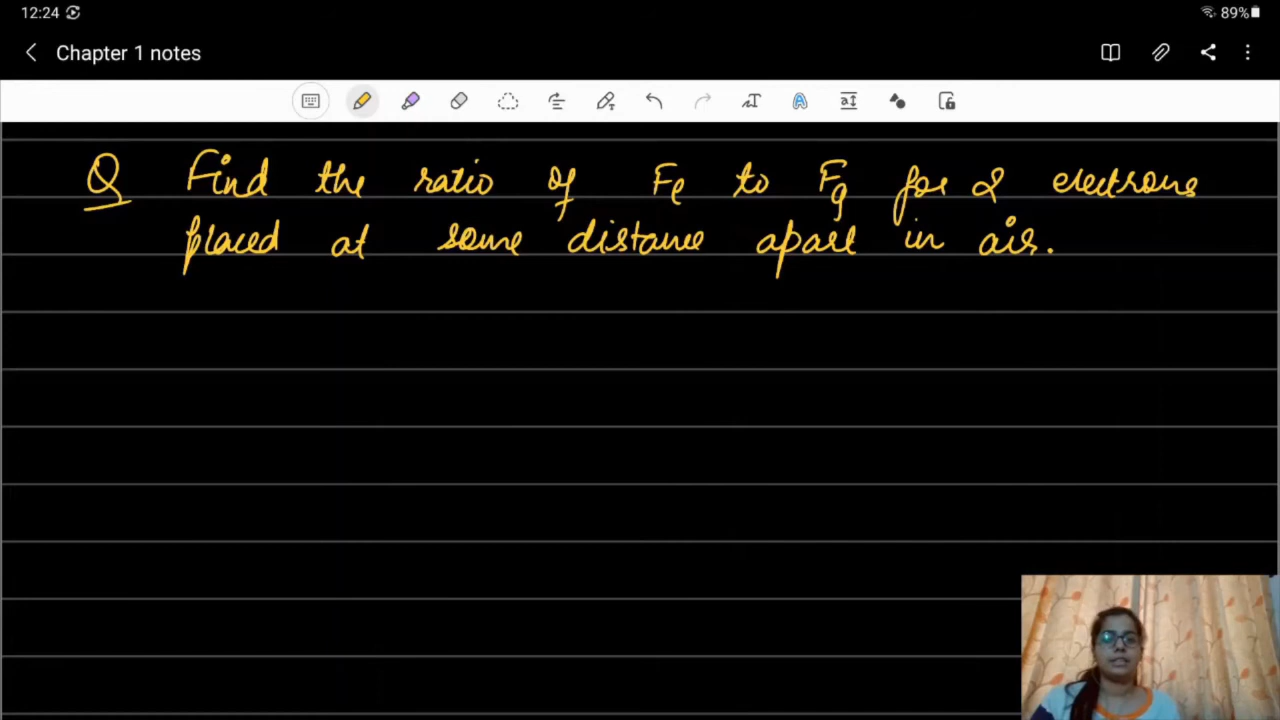 12:24 89%
Chapter 1 notes
Q Find the ratio of Fe to Fg for 2 electrons
placed at some distance apart in air.